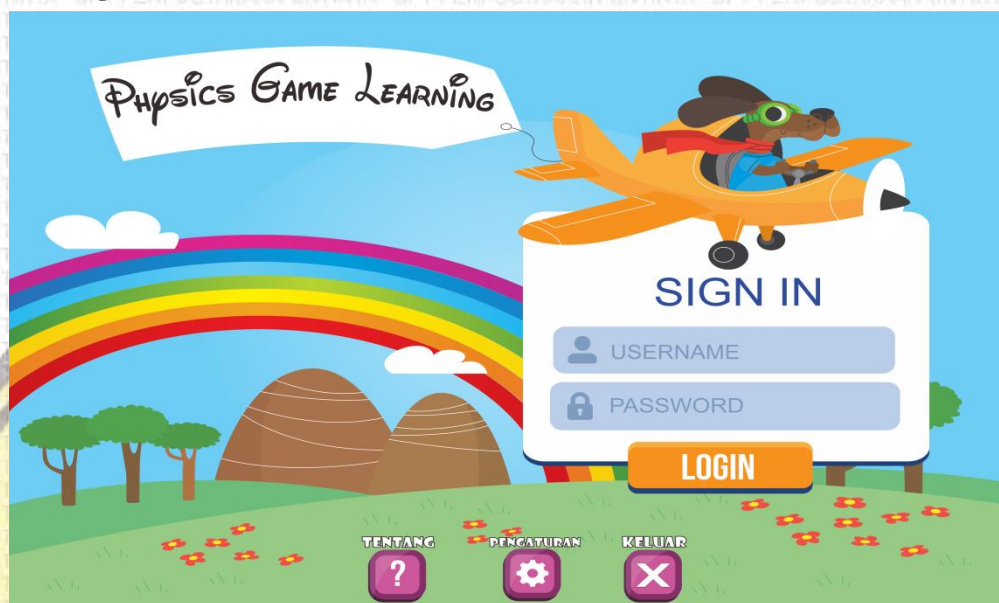 Physics Game Learning
SIGN IN
USERNAME
PASSWORD
LOGIN
TENTANG
PENGATURAN
KELUAR
?
X